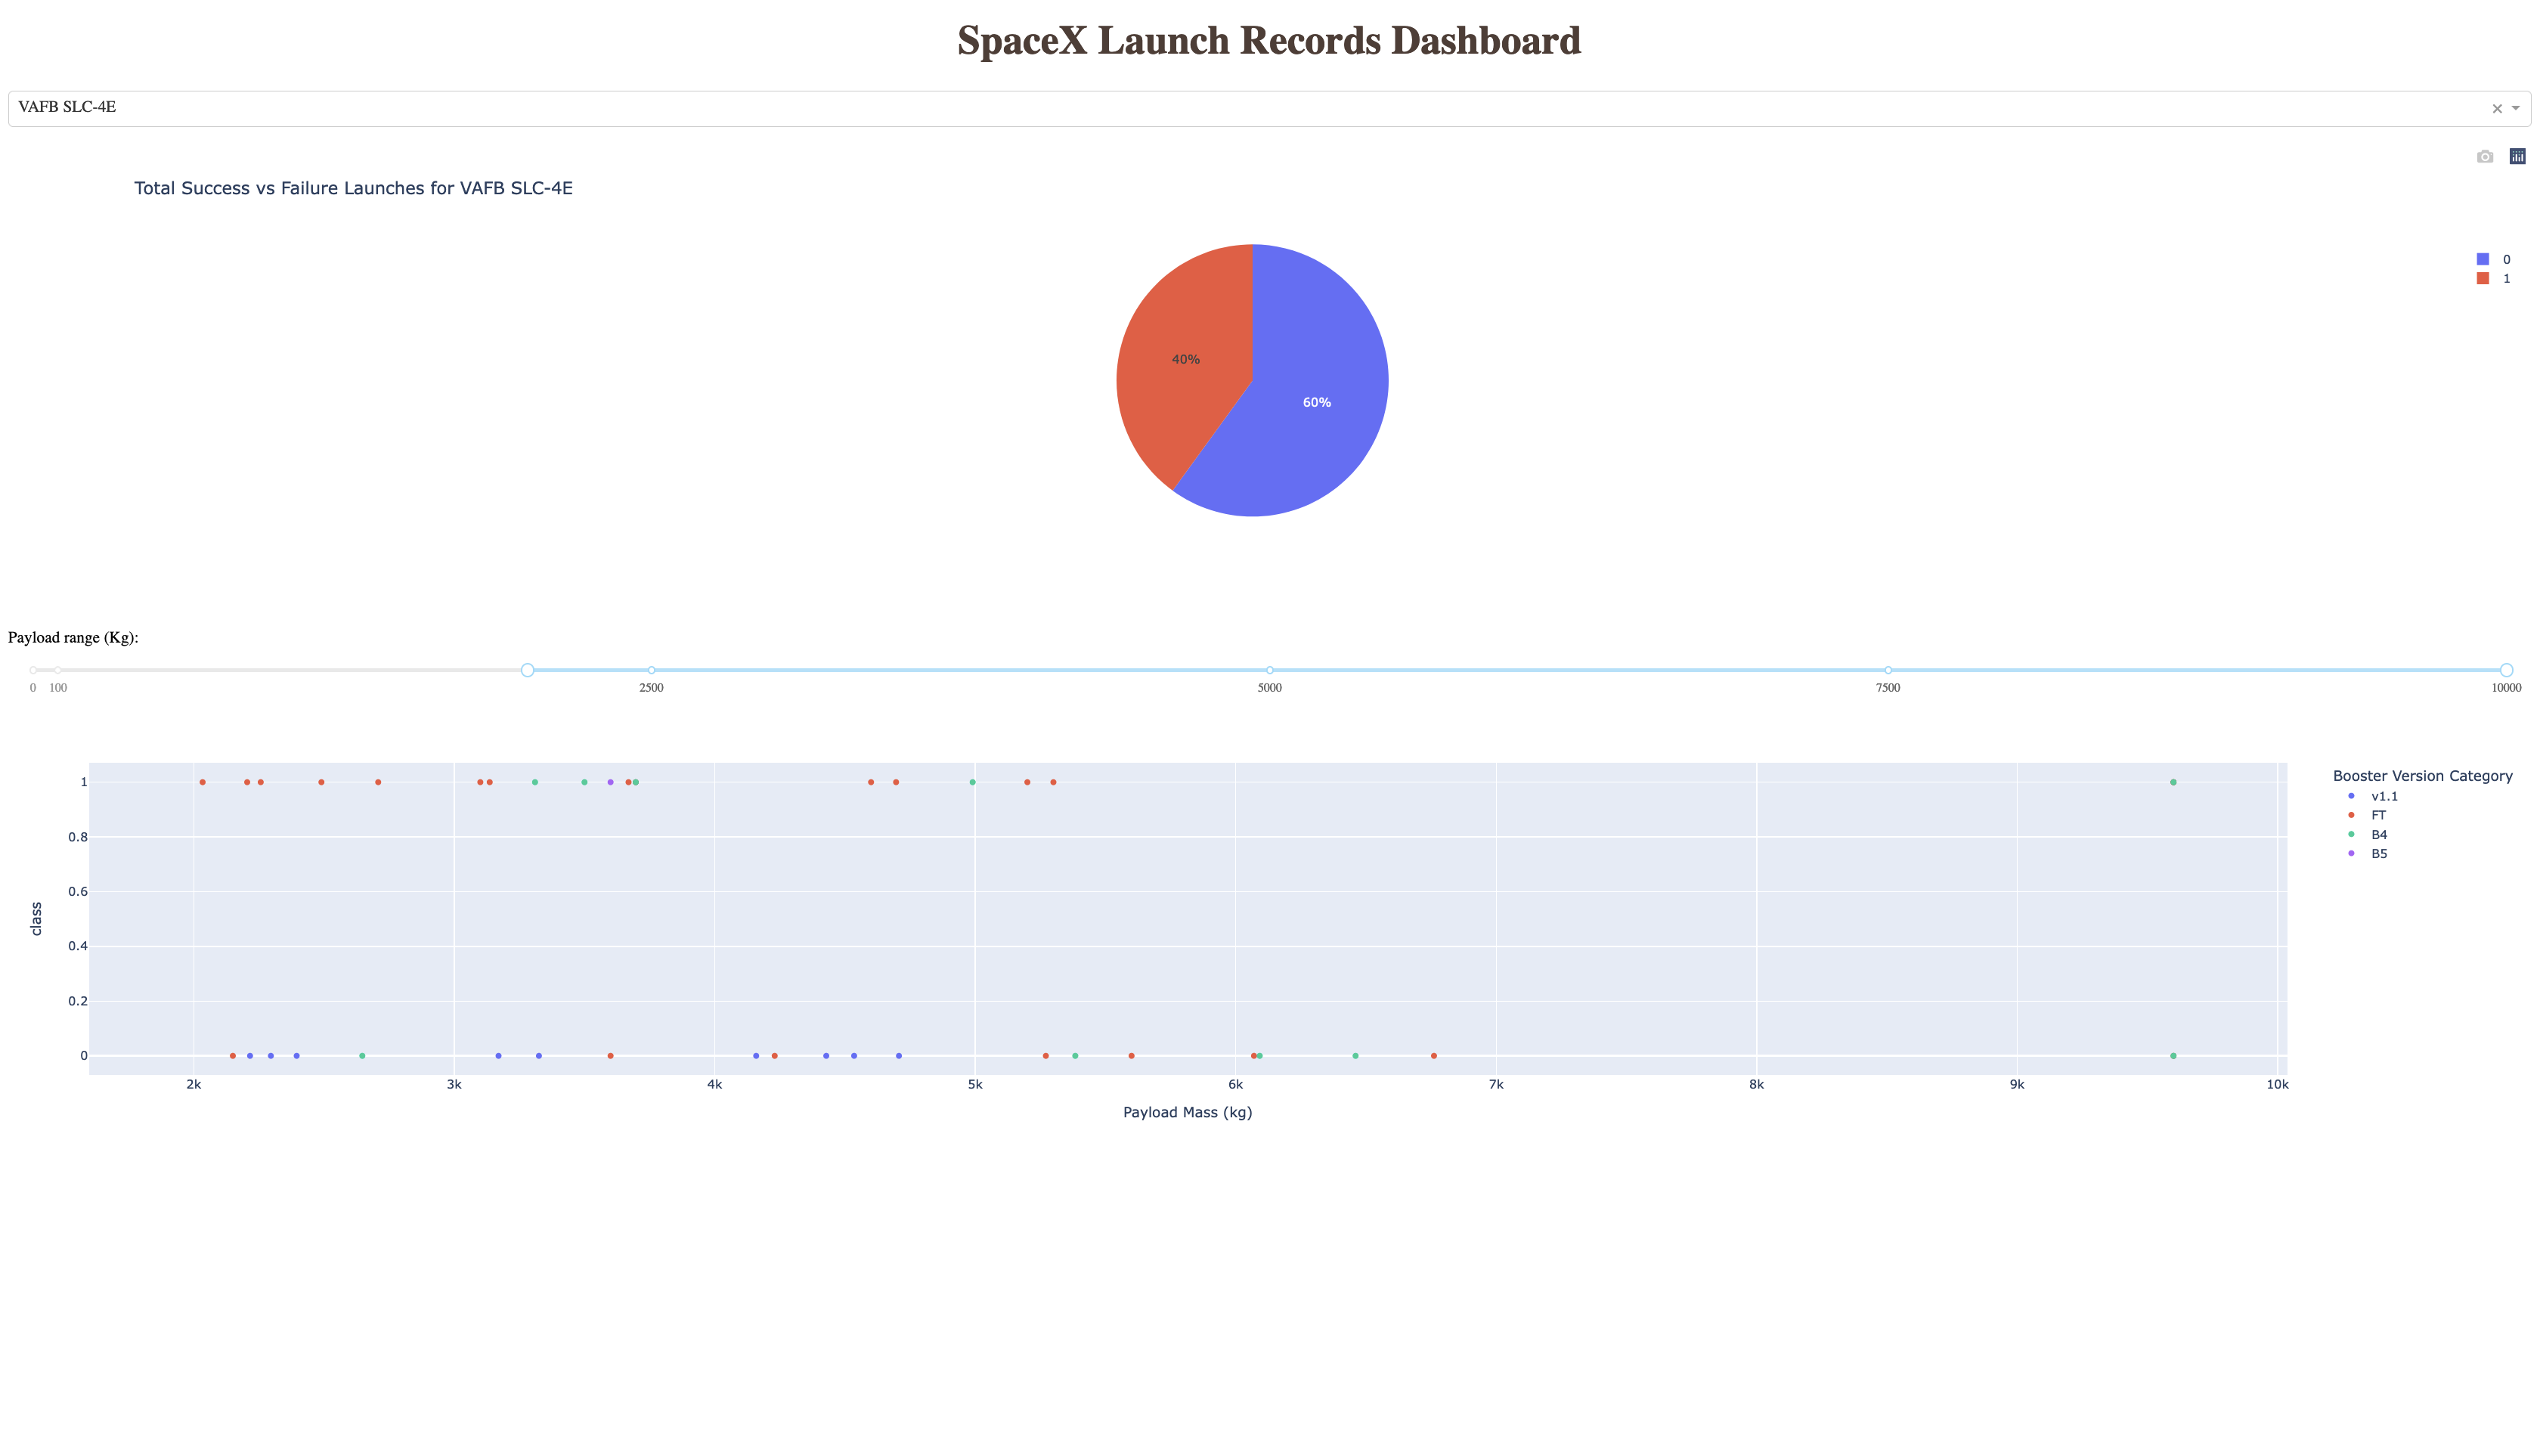 SpaceX Launch Records Dashboard
VAFB SLC-4E
Total Success vs Failure Launches for VAFB SLC-4E
0
1
40%
60%
Payload range (Kg):
0 100 2500 5000 7500 10000
Booster Version Category
v1.1
FT
B4
B5
class
1
0.8
0.6
0.4
0.2
0
2k 3k 4k 5k 6k 7k 8k 9k 10k
Payload Mass (kg)